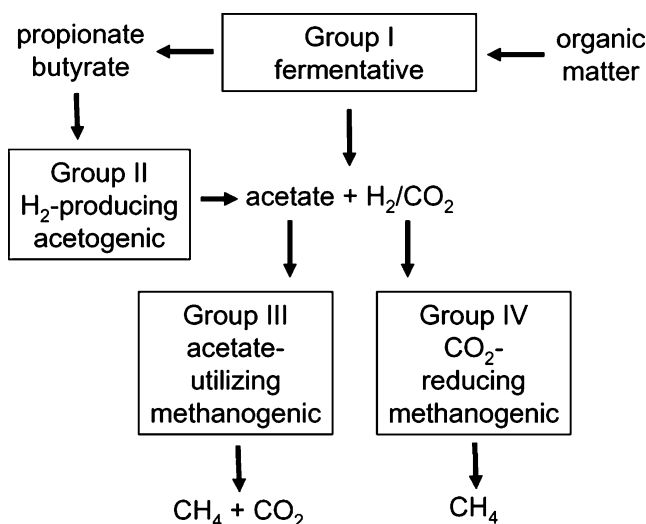 propionate
butyrate
Group I
fermentative
organic
matter
Group II
H₂-producing
acetogenic
acetate + H₂/CO₂
Group III
acetate-
utilizing
methanogenic
Group IV
CO₂-
reducing
methanogenic
CH₄ + CO₂
CH₄